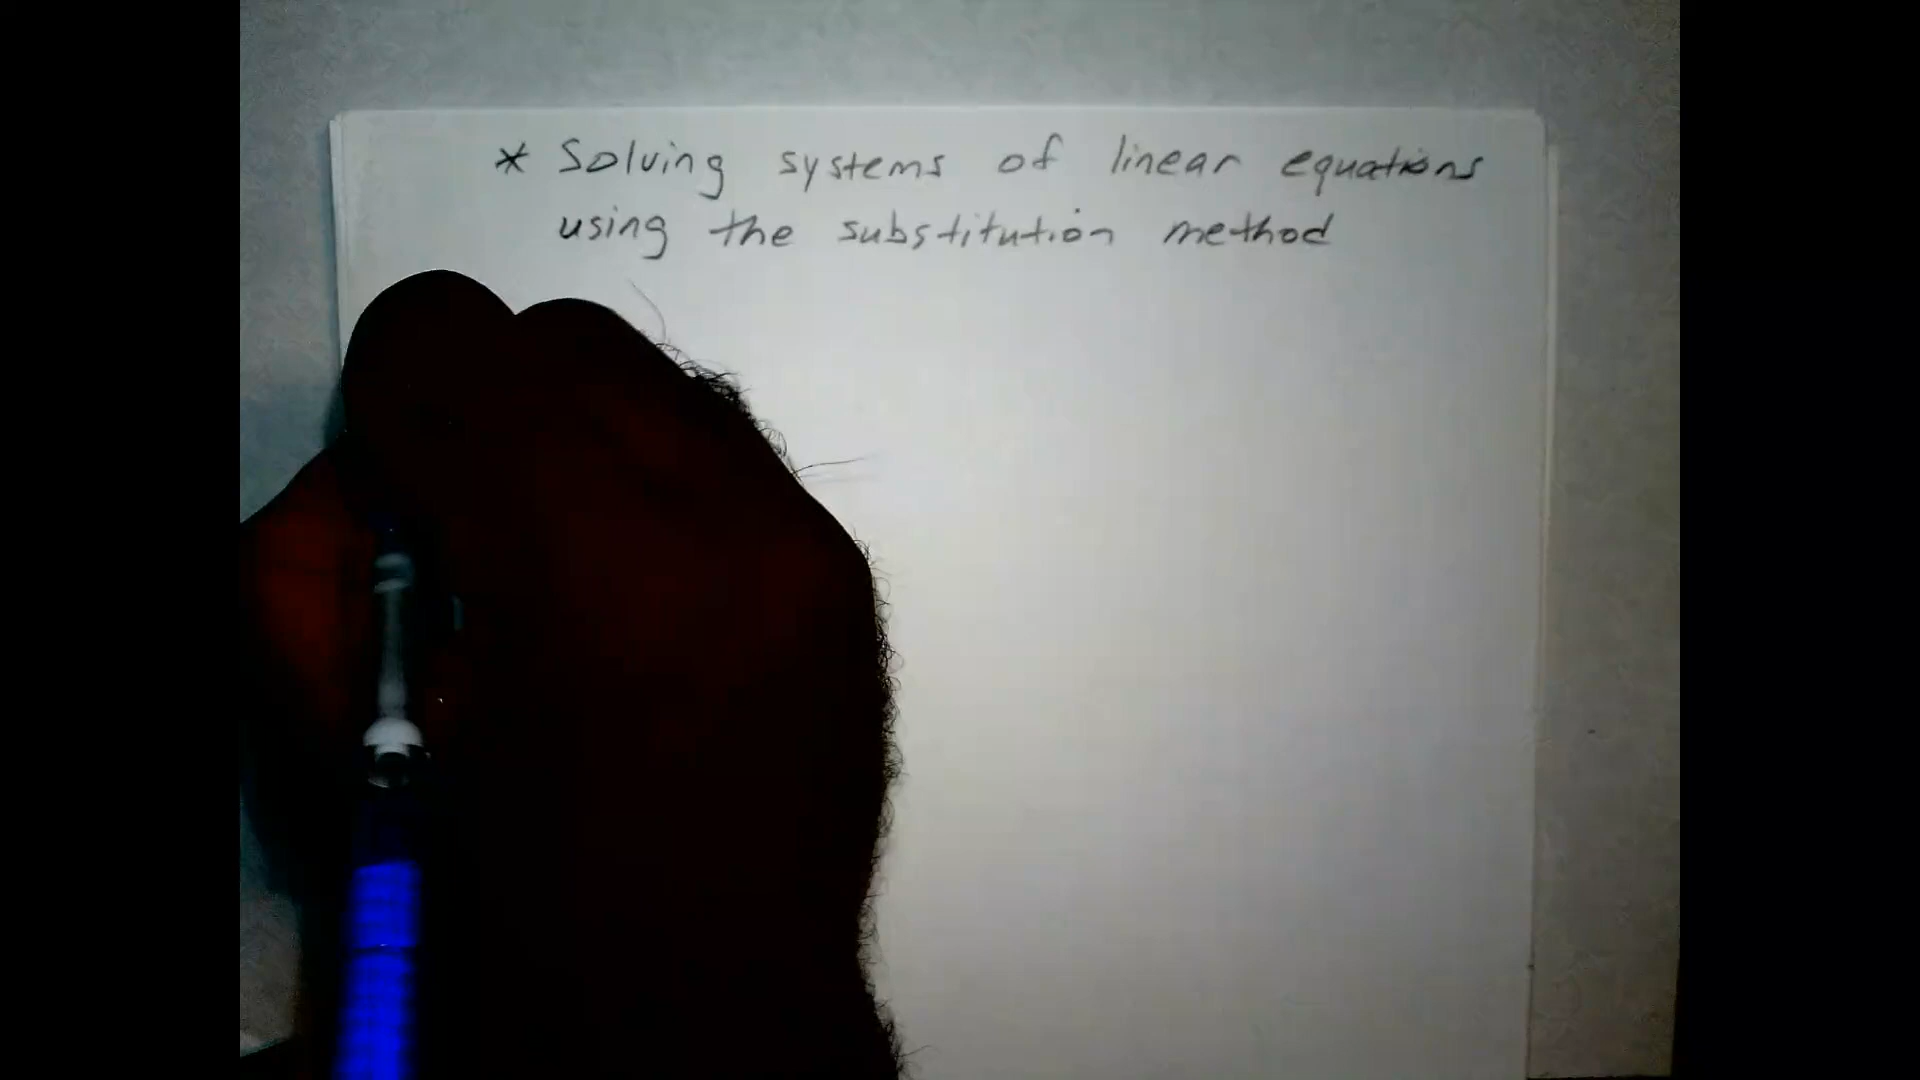 * Solving systems of linear equations
using the substitution method